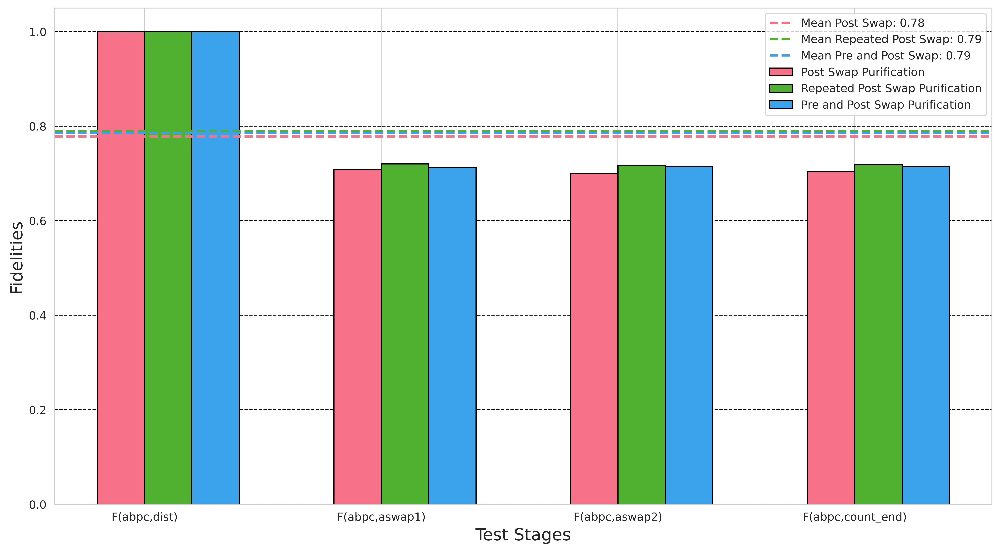 Mean Post Swap: 0.78
Mean Repeated Post Swap: 0.79
Mean Pre and Post Swap: 0.79
Post Swap Purification
Repeated Post Swap Purification
Pre and Post Swap Purification
Fidelities
1.0
0.8
0.6
0.4
0.2
0.0
F(abpc,dist)
F(abpc,aswap1)
F(abpc,aswap2)
F(abpc,count_end)
Test Stages